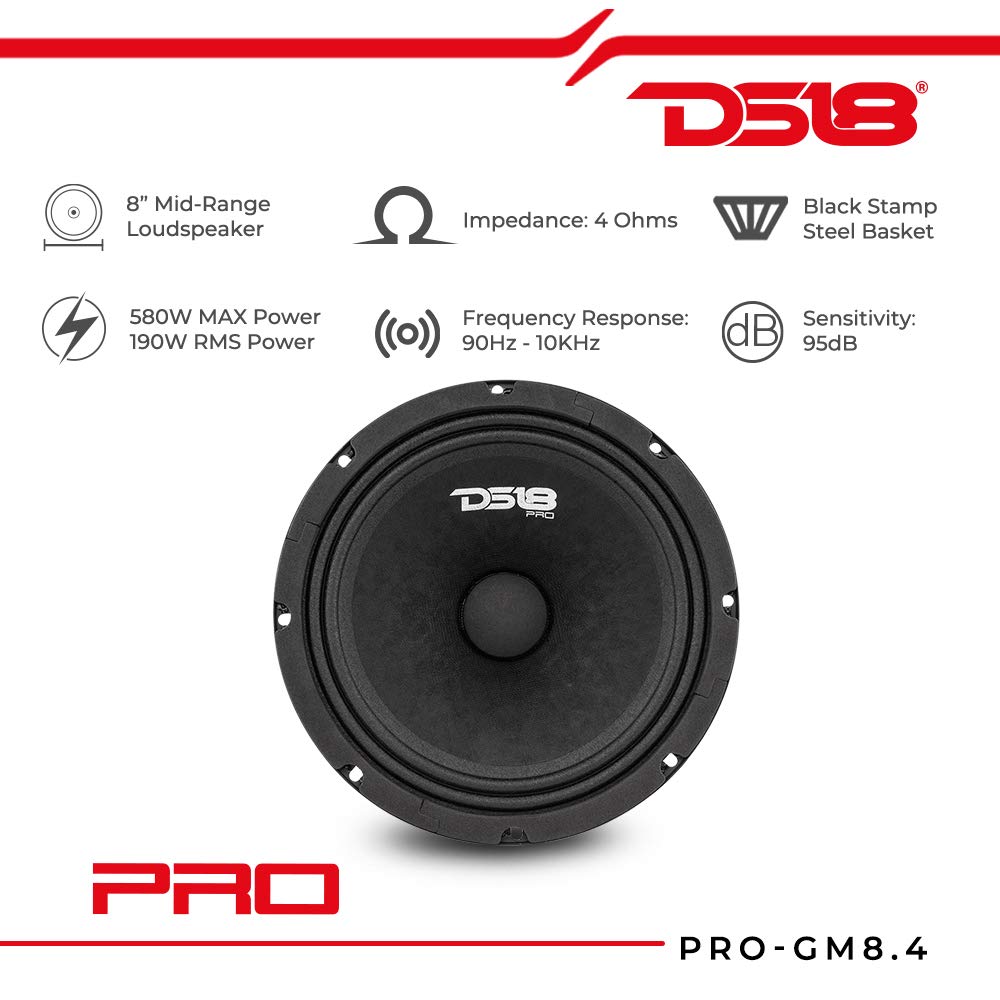 DS18®
8” Mid-Range
Loudspeaker
Impedance: 4 Ohms
Black Stamp
Steel Basket
580W MAX Power
190W RMS Power
Frequency Response:
90Hz - 10KHz
dB
Sensitivity:
95dB
DS18
PRO
PRO
PRO-GM8.4